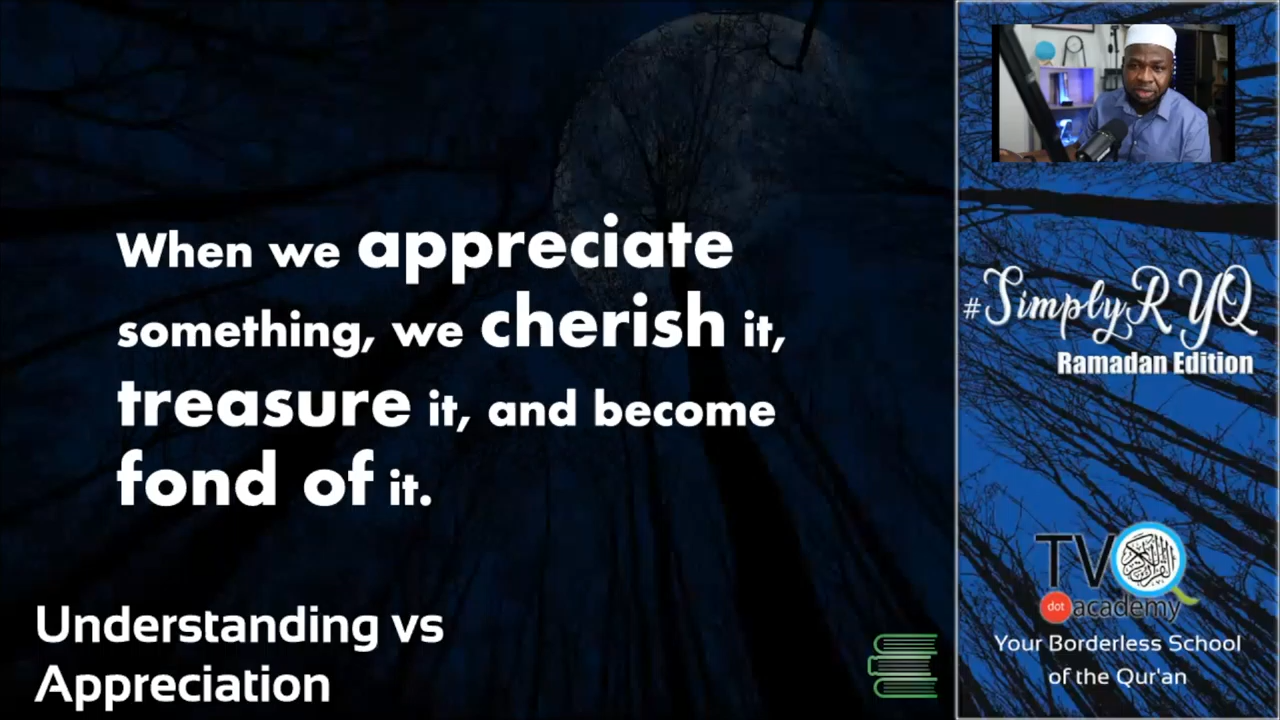 When we appreciate
something, we cherish it,
treasure it, and become
fond of it.
Understanding vs
Appreciation
#SimplyRYQ
Ramadan Edition
TVQ
dot academy
Your Borderless School
of the Qur'an